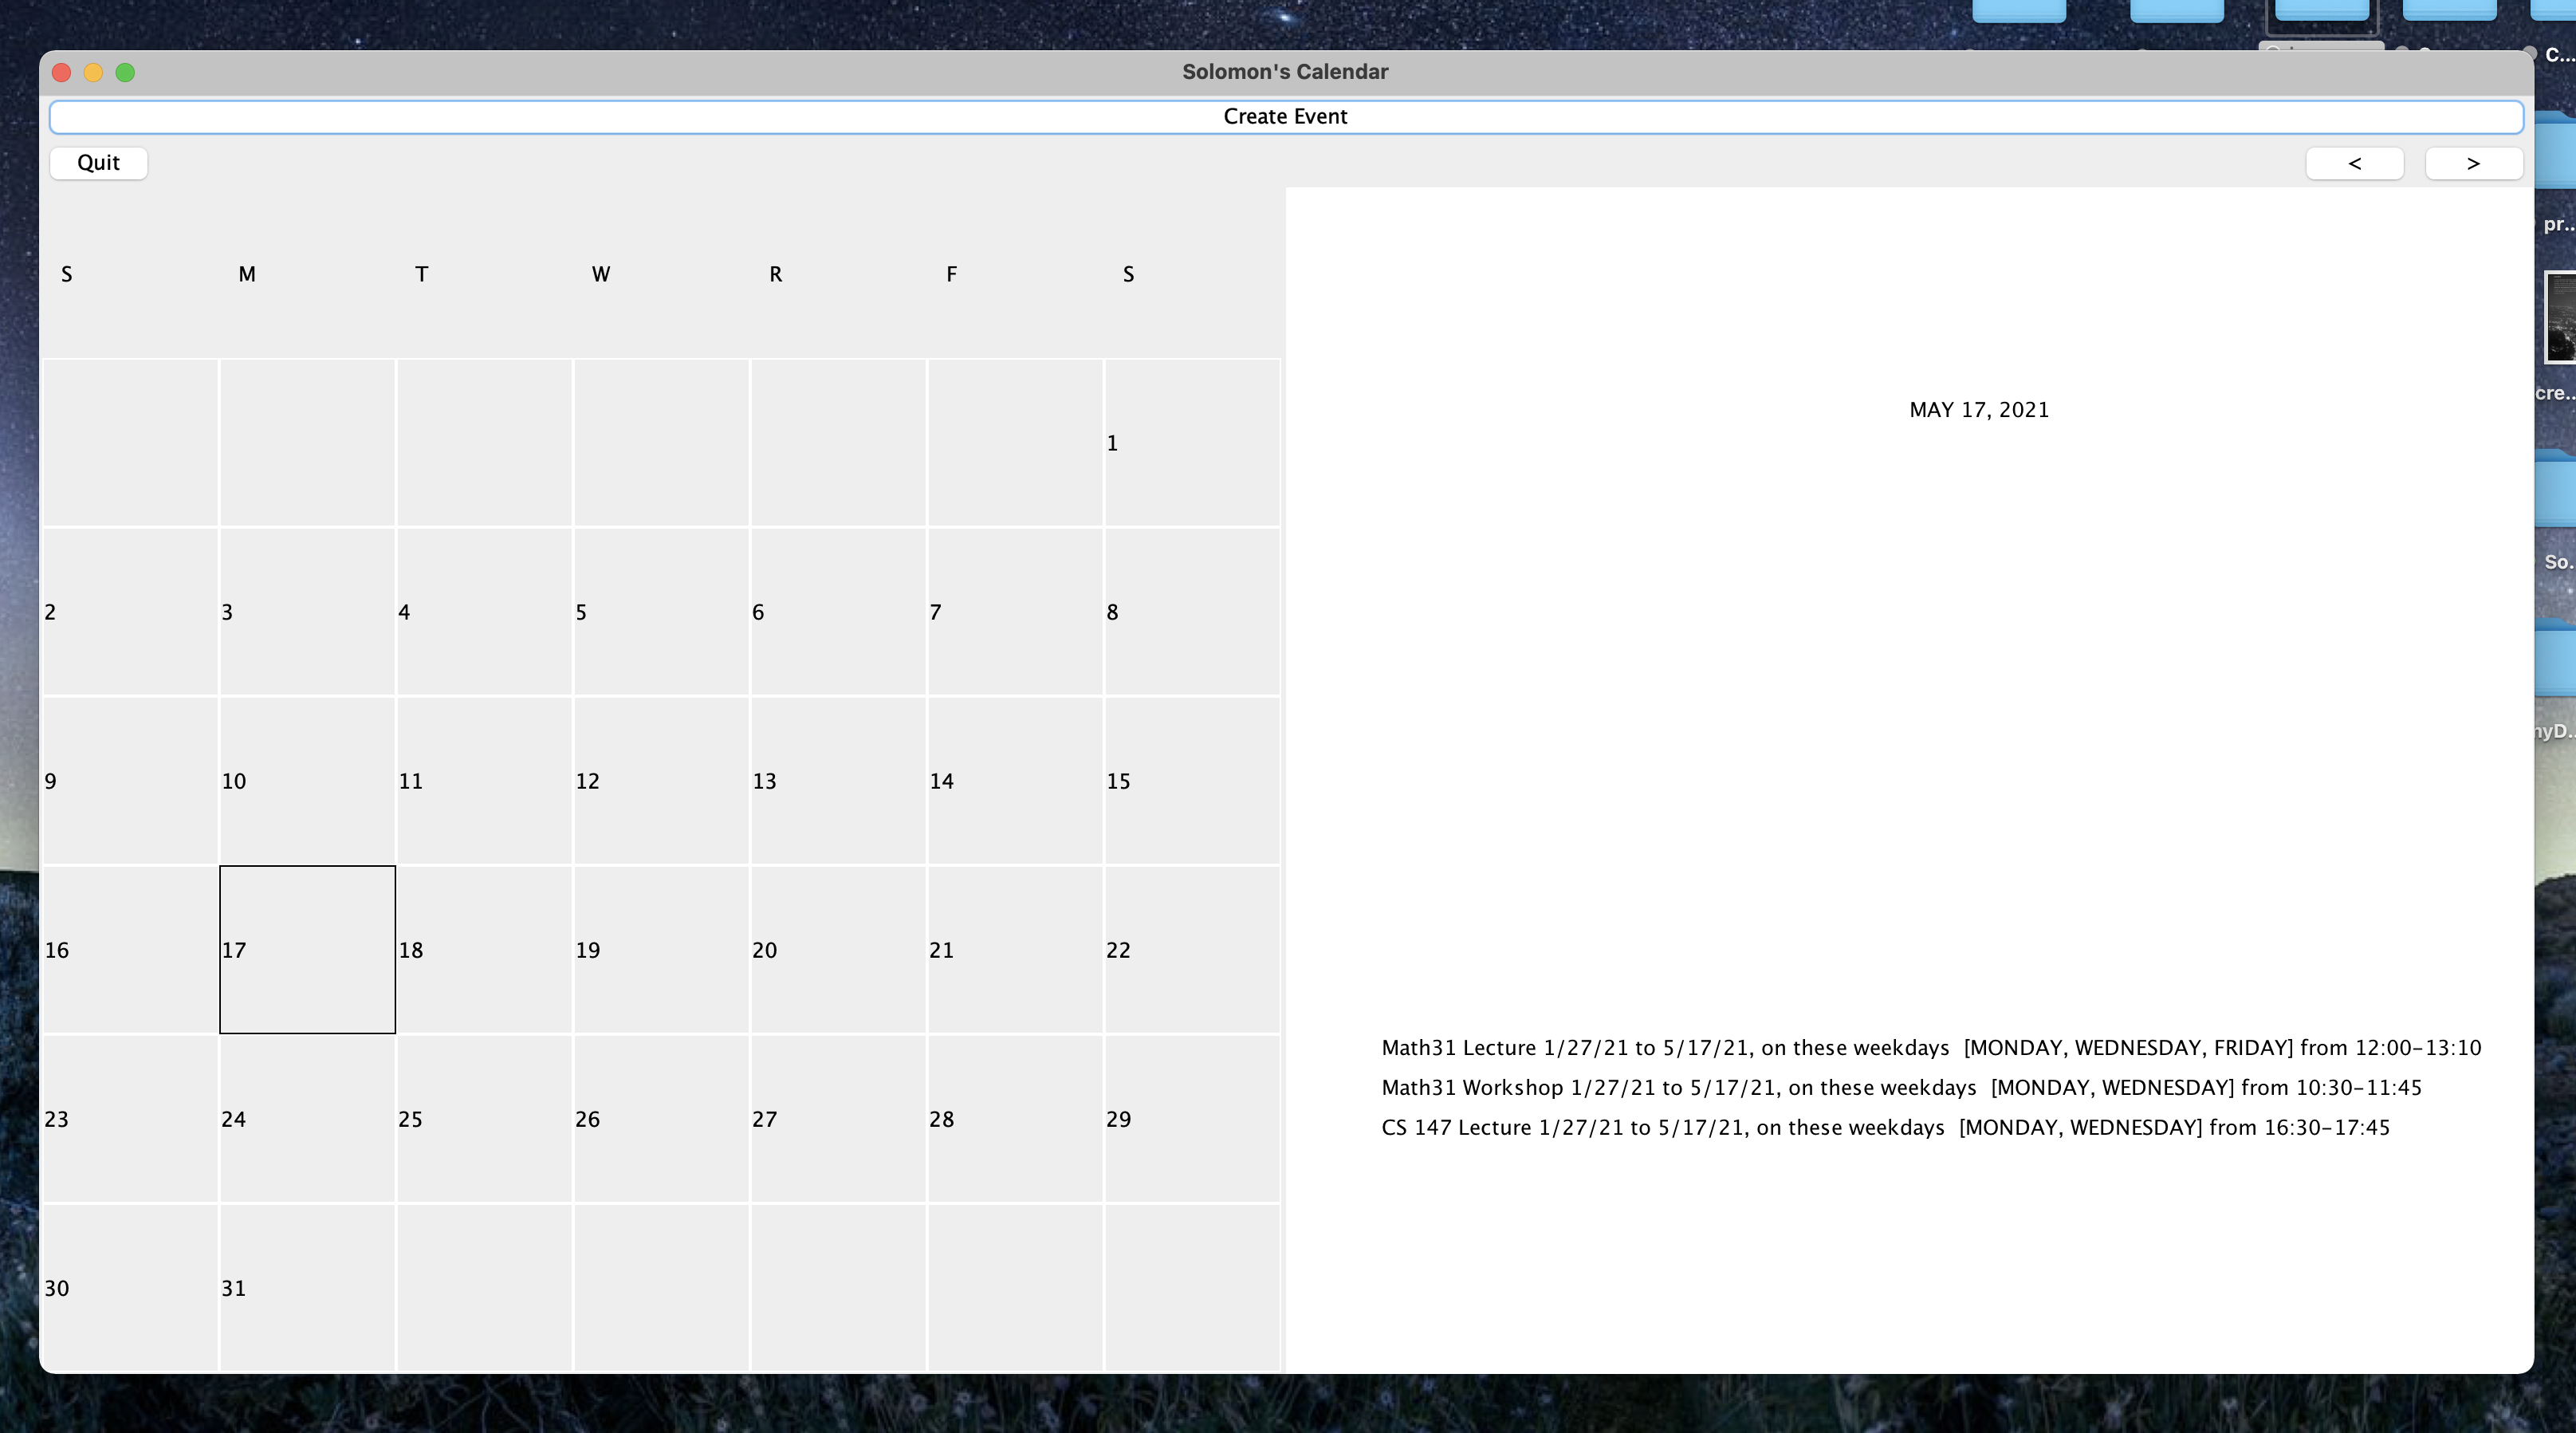 Solomon's Calendar
Create Event
Quit
< >
S M T W R F S
1
2 3 4 5 6 7 8
9 10 11 12 13 14 15
16 17 18 19 20 21 22
23 24 25 26 27 28 29
30 31
MAY 17, 2021
Math31 Lecture 1/27/21 to 5/17/21, on these weekdays [MONDAY, WEDNESDAY, FRIDAY] from 12:00-13:10
Math31 Workshop 1/27/21 to 5/17/21, on these weekdays [MONDAY, WEDNESDAY] from 10:30-11:45
CS 147 Lecture 1/27/21 to 5/17/21, on these weekdays [MONDAY, WEDNESDAY] from 16:30-17:45
C...
pr...
cre...
So...